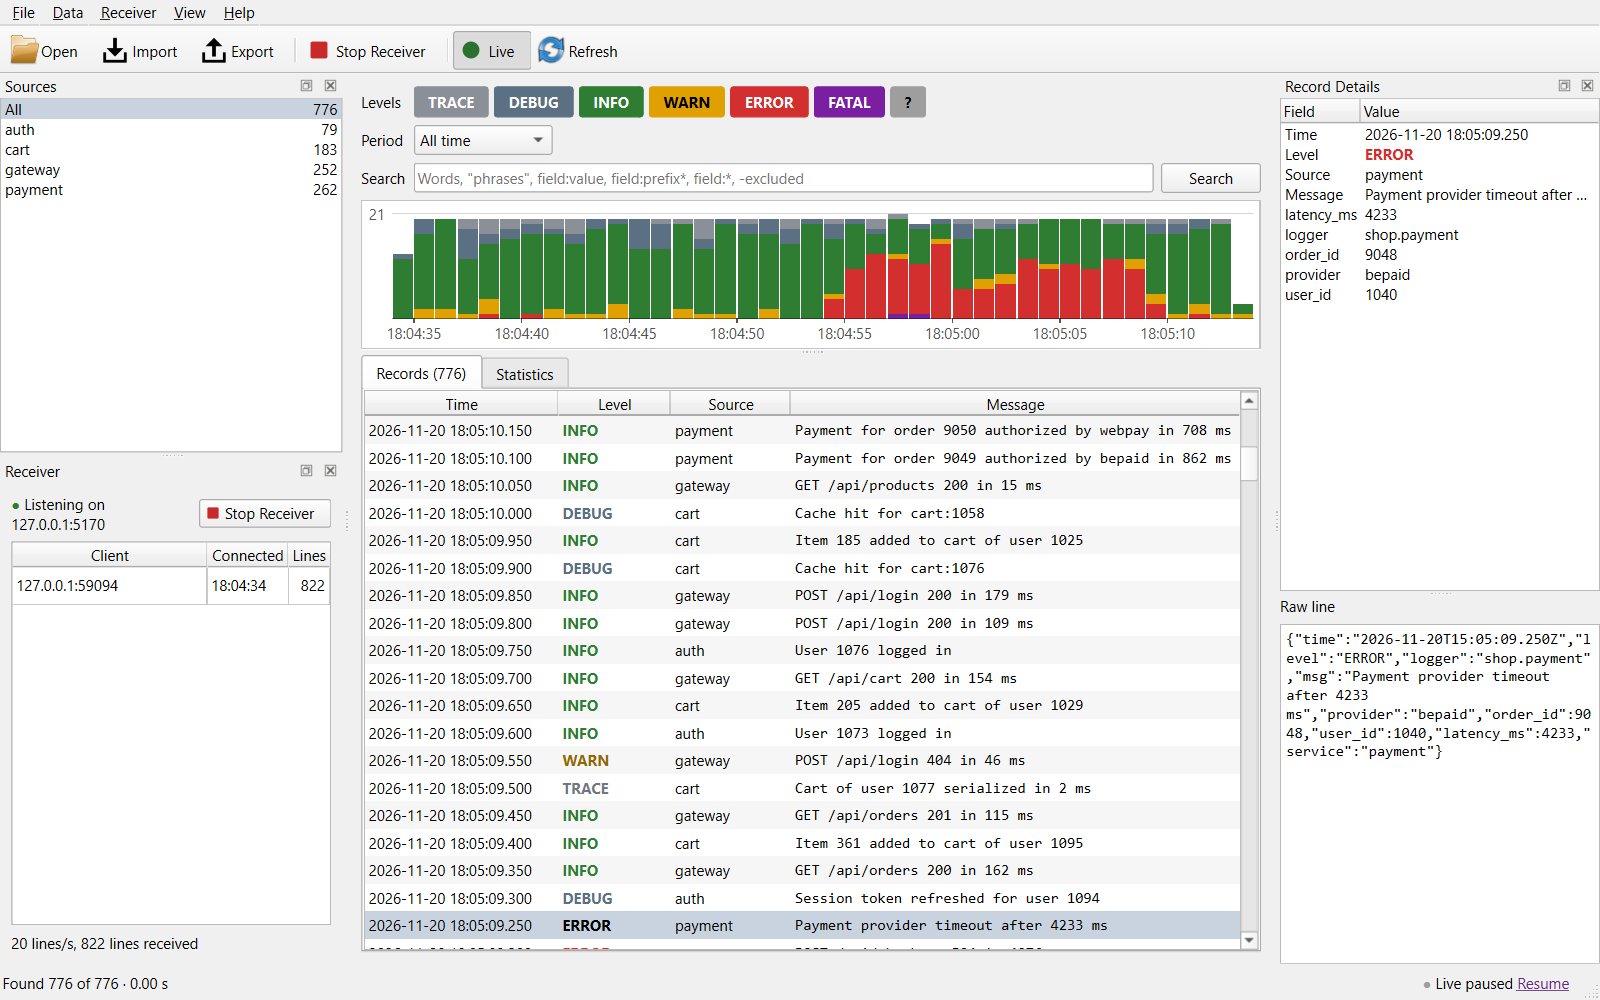 File Data Receiver View Help
Open Import Export Stop Receiver Live Refresh
Sources
All 776
auth 79
cart 183
gateway 252
payment 262
Receiver
Listening on
127.0.0.1:5170
Stop Receiver
Client Connected Lines
127.0.0.1:59094 18:04:34 822
20 lines/s, 822 lines received
Levels TRACE DEBUG INFO WARN ERROR FATAL ?
Period All time
Search Words, "phrases", field:value, field:prefix*, field:*, -excluded Search
21
18:04:35 18:04:40 18:04:45 18:04:50 18:04:55 18:05:00 18:05:05 18:05:10
Records (776) Statistics
Time Level Source Message
2026-11-20 18:05:10.150 INFO payment Payment for order 9050 authorized by webpay in 708 ms
2026-11-20 18:05:10.100 INFO payment Payment for order 9049 authorized by bepaid in 862 ms
2026-11-20 18:05:10.050 INFO gateway GET /api/products 200 in 15 ms
2026-11-20 18:05:10.000 DEBUG cart Cache hit for cart:1058
2026-11-20 18:05:09.950 INFO cart Item 185 added to cart of user 1025
2026-11-20 18:05:09.900 DEBUG cart Cache hit for cart:1076
2026-11-20 18:05:09.850 INFO gateway POST /api/login 200 in 179 ms
2026-11-20 18:05:09.800 INFO gateway POST /api/login 200 in 109 ms
2026-11-20 18:05:09.750 INFO auth User 1076 logged in
2026-11-20 18:05:09.700 INFO gateway GET /api/cart 200 in 154 ms
2026-11-20 18:05:09.650 INFO cart Item 205 added to cart of user 1029
2026-11-20 18:05:09.600 INFO auth User 1073 logged in
2026-11-20 18:05:09.550 WARN gateway POST /api/login 404 in 46 ms
2026-11-20 18:05:09.500 TRACE cart Cart of user 1077 serialized in 2 ms
2026-11-20 18:05:09.450 INFO gateway GET /api/orders 201 in 115 ms
2026-11-20 18:05:09.400 INFO cart Item 361 added to cart of user 1095
2026-11-20 18:05:09.350 INFO gateway GET /api/orders 200 in 162 ms
2026-11-20 18:05:09.300 DEBUG auth Session token refreshed for user 1094
2026-11-20 18:05:09.250 ERROR payment Payment provider timeout after 4233 ms
Record Details
Field Value
Time 2026-11-20 18:05:09.250
Level ERROR
Source payment
Message Payment provider timeout after ...
latency_ms 4233
logger shop.payment
order_id 9048
provider bepaid
user_id 1040
Raw line
{"time":"2026-11-20T15:05:09.250Z","l
evel":"ERROR","logger":"shop.payment"
,"msg":"Payment provider timeout
after 4233
ms","provider":"bepaid","order_id":90
48,"user_id":1040,"latency_ms":4233,"
service":"payment"}
Found 776 of 776 · 0.00 s
Live paused Resume